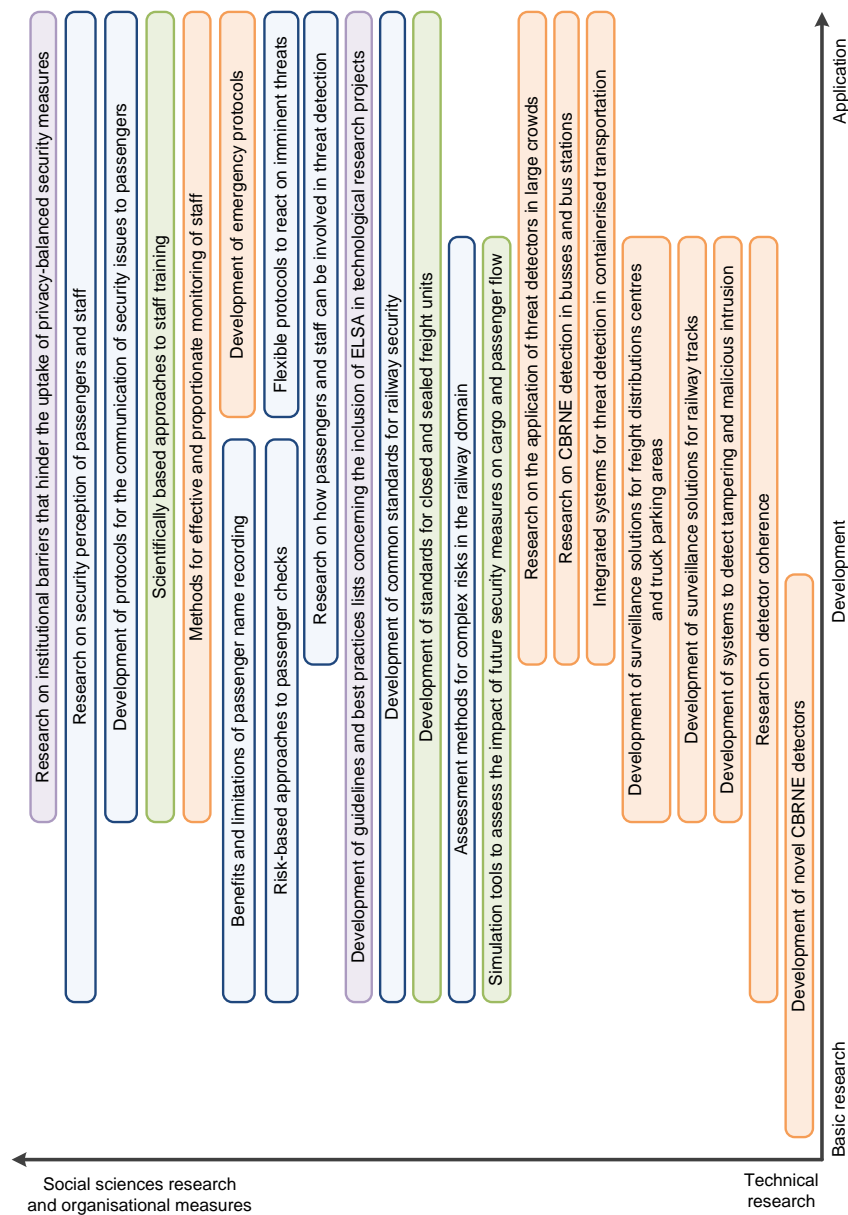 Research on institutional barriers that hinder the uptake of privacy-balanced security measures
Research on security perception of passengers and staff
Development of protocols for the communication of security issues to passengers
Scientifically based approaches to staff training
Methods for effective and proportionate monitoring of staff
Benefits and limitations of passenger name recording
Development of emergency protocols
Risk-based approaches to passenger checks
Flexible protocols to react on imminent threats
Research on how passengers and staff can be involved in threat detection
Development of guidelines and best practices lists concerning the inclusion of ELSA in technological research projects
Development of common standards for railway security
Development of standards for closed and sealed freight units
Assessment methods for complex risks in the railway domain
Simulation tools to assess the impact of future security measures on cargo and passenger flow
Research on the application of threat detectors in large crowds
Research on CBRNE detection in busses and bus stations
Integrated systems for threat detection in containerised transportation
Development of surveillance solutions for freight distributions centres
and truck parking areas
Development of surveillance solutions for railway tracks
Development of systems to detect tampering and malicious intrusion
Research on detector coherence
Development of novel CBRNE detectors
Basic research
Development
Application
Social sciences research
and organisational measures
Technical
research